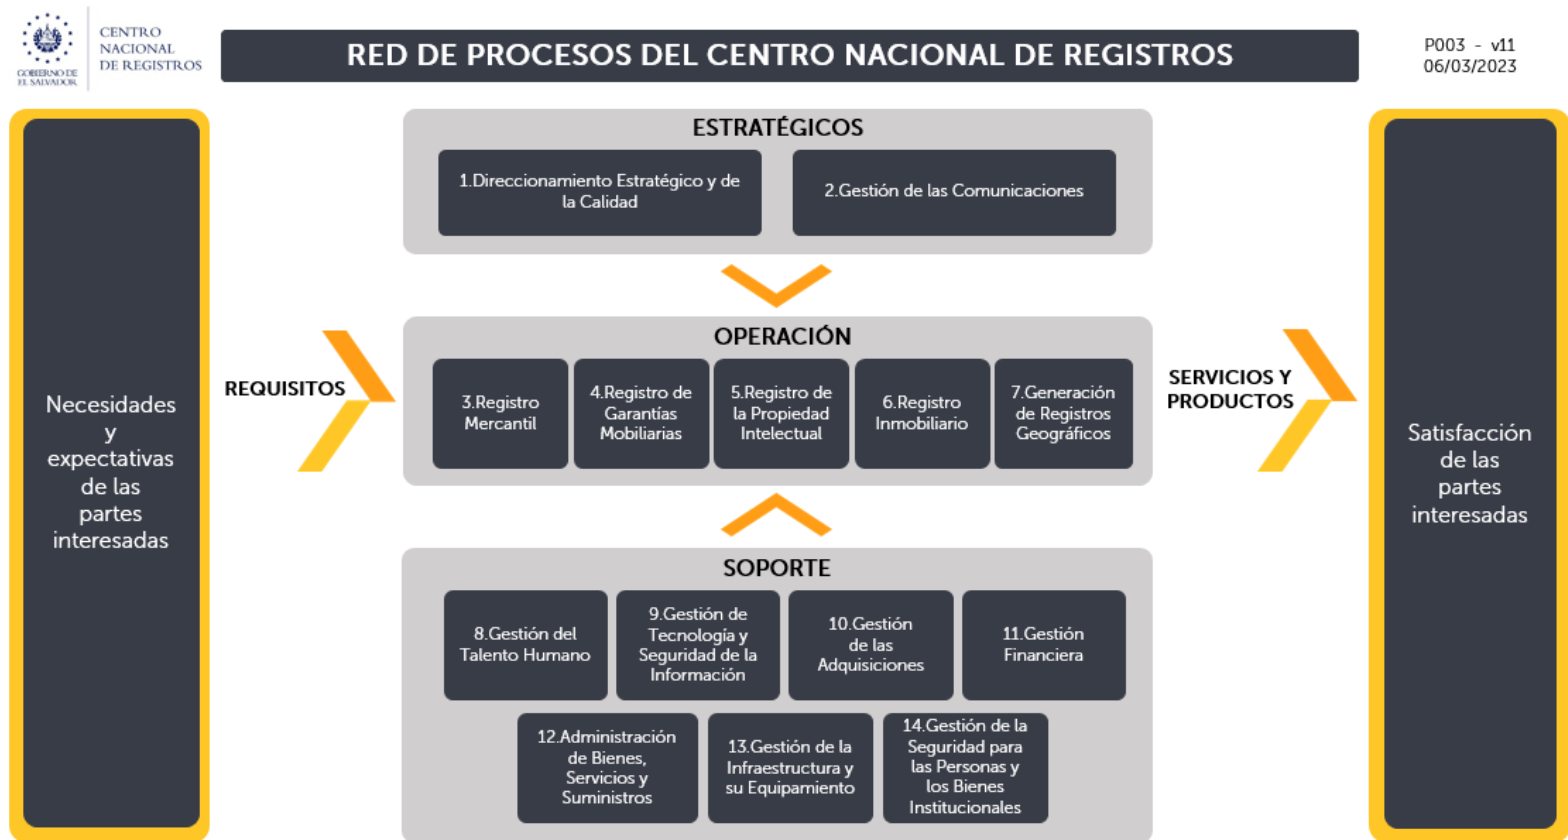 GOBIERNO DE
EL SALVADOR
CENTRO
NACIONAL
DE REGISTROS
RED DE PROCESOS DEL CENTRO NACIONAL DE REGISTROS
P003 - v11
06/03/2023
Necesidades
y
expectativas
de las
partes
interesadas
REQUISITOS
ESTRATÉGICOS
1.Direccionamiento Estratégico y de
la Calidad
2.Gestión de las Comunicaciones
OPERACIÓN
3.Registro
Mercantil
4.Registro de
Garantías
Mobiliarias
5.Registro de
la Propiedad
Intelectual
6.Registro
Inmobiliario
7.Generación
de Registros
Geográficos
SOPORTE
8.Gestión del
Talento Humano
9.Gestión de
Tecnología y
Seguridad de la
Información
10.Gestión
de las
Adquisiciones
11.Gestión
Financiera
12.Administración
de Bienes,
Servicios y
Suministros
13.Gestión de la
Infraestructura y
su Equipamiento
14.Gestión de la
Seguridad para
las Personas y
los Bienes
Institucionales
SERVICIOS Y
PRODUCTOS
Satisfacción
de las
partes
interesadas